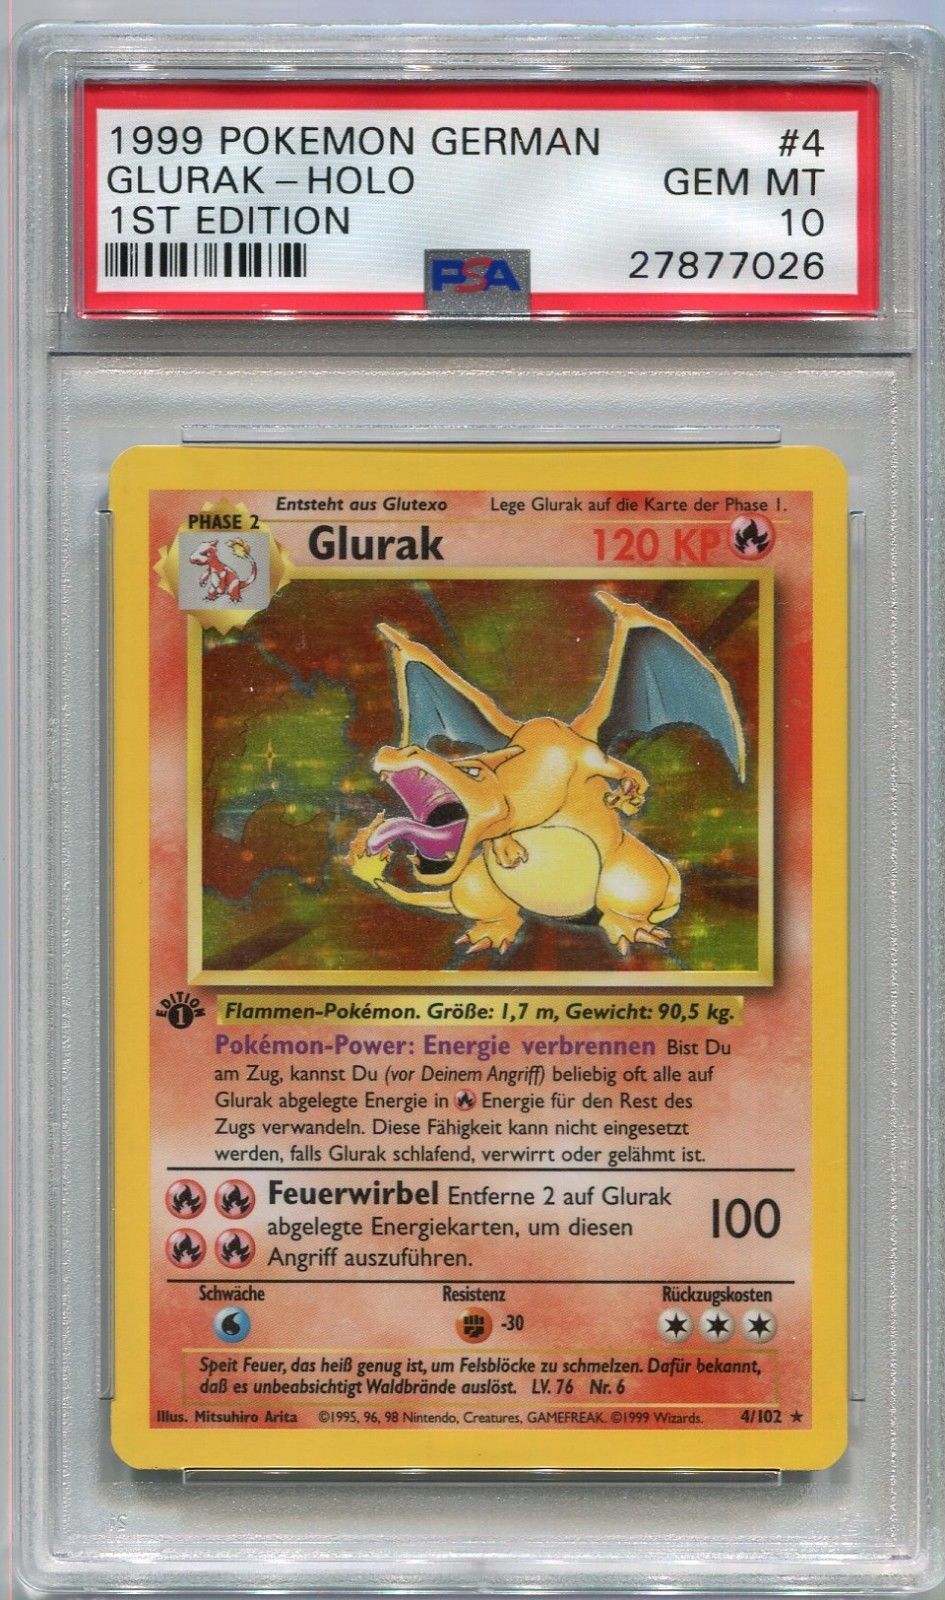 1999 POKEMON GERMAN #4
GLURAK – HOLO GEM MT
1ST EDITION 10
PSA 27877026
Entsteht aus Glutexo Lege Glurak auf die Karte der Phase 1.
PHASE 2
Glurak 120 KP
EDITION
1
Flammen-Pokémon. Größe: 1,7 m, Gewicht: 90,5 kg.
Pokémon-Power: Energie verbrennen Bist Du
am Zug, kannst Du (vor Deinem Angriff) beliebig oft alle auf
Glurak abgelegte Energie in Energie für den Rest des
Zugs verwandeln. Diese Fähigkeit kann nicht eingesetzt
werden, falls Glurak schlafend, verwirrt oder gelähmt ist.
Feuerwirbel Entferne 2 auf Glurak
abgelegte Energiekarten, um diesen 100
Angriff auszuführen.
Schwäche Resistenz Rückzugskosten
-30
Speit Feuer, das heiß genug ist, um Felsblöcke zu schmelzen. Dafür bekannt,
daß es unbeabsichtigt Waldbrände auslöst. LV. 76 Nr. 6
Illus. Mitsuhiro Arita ©1995, 96, 98 Nintendo, Creatures, GAMEFREAK. ©1999 Wizards. 4/102 ★